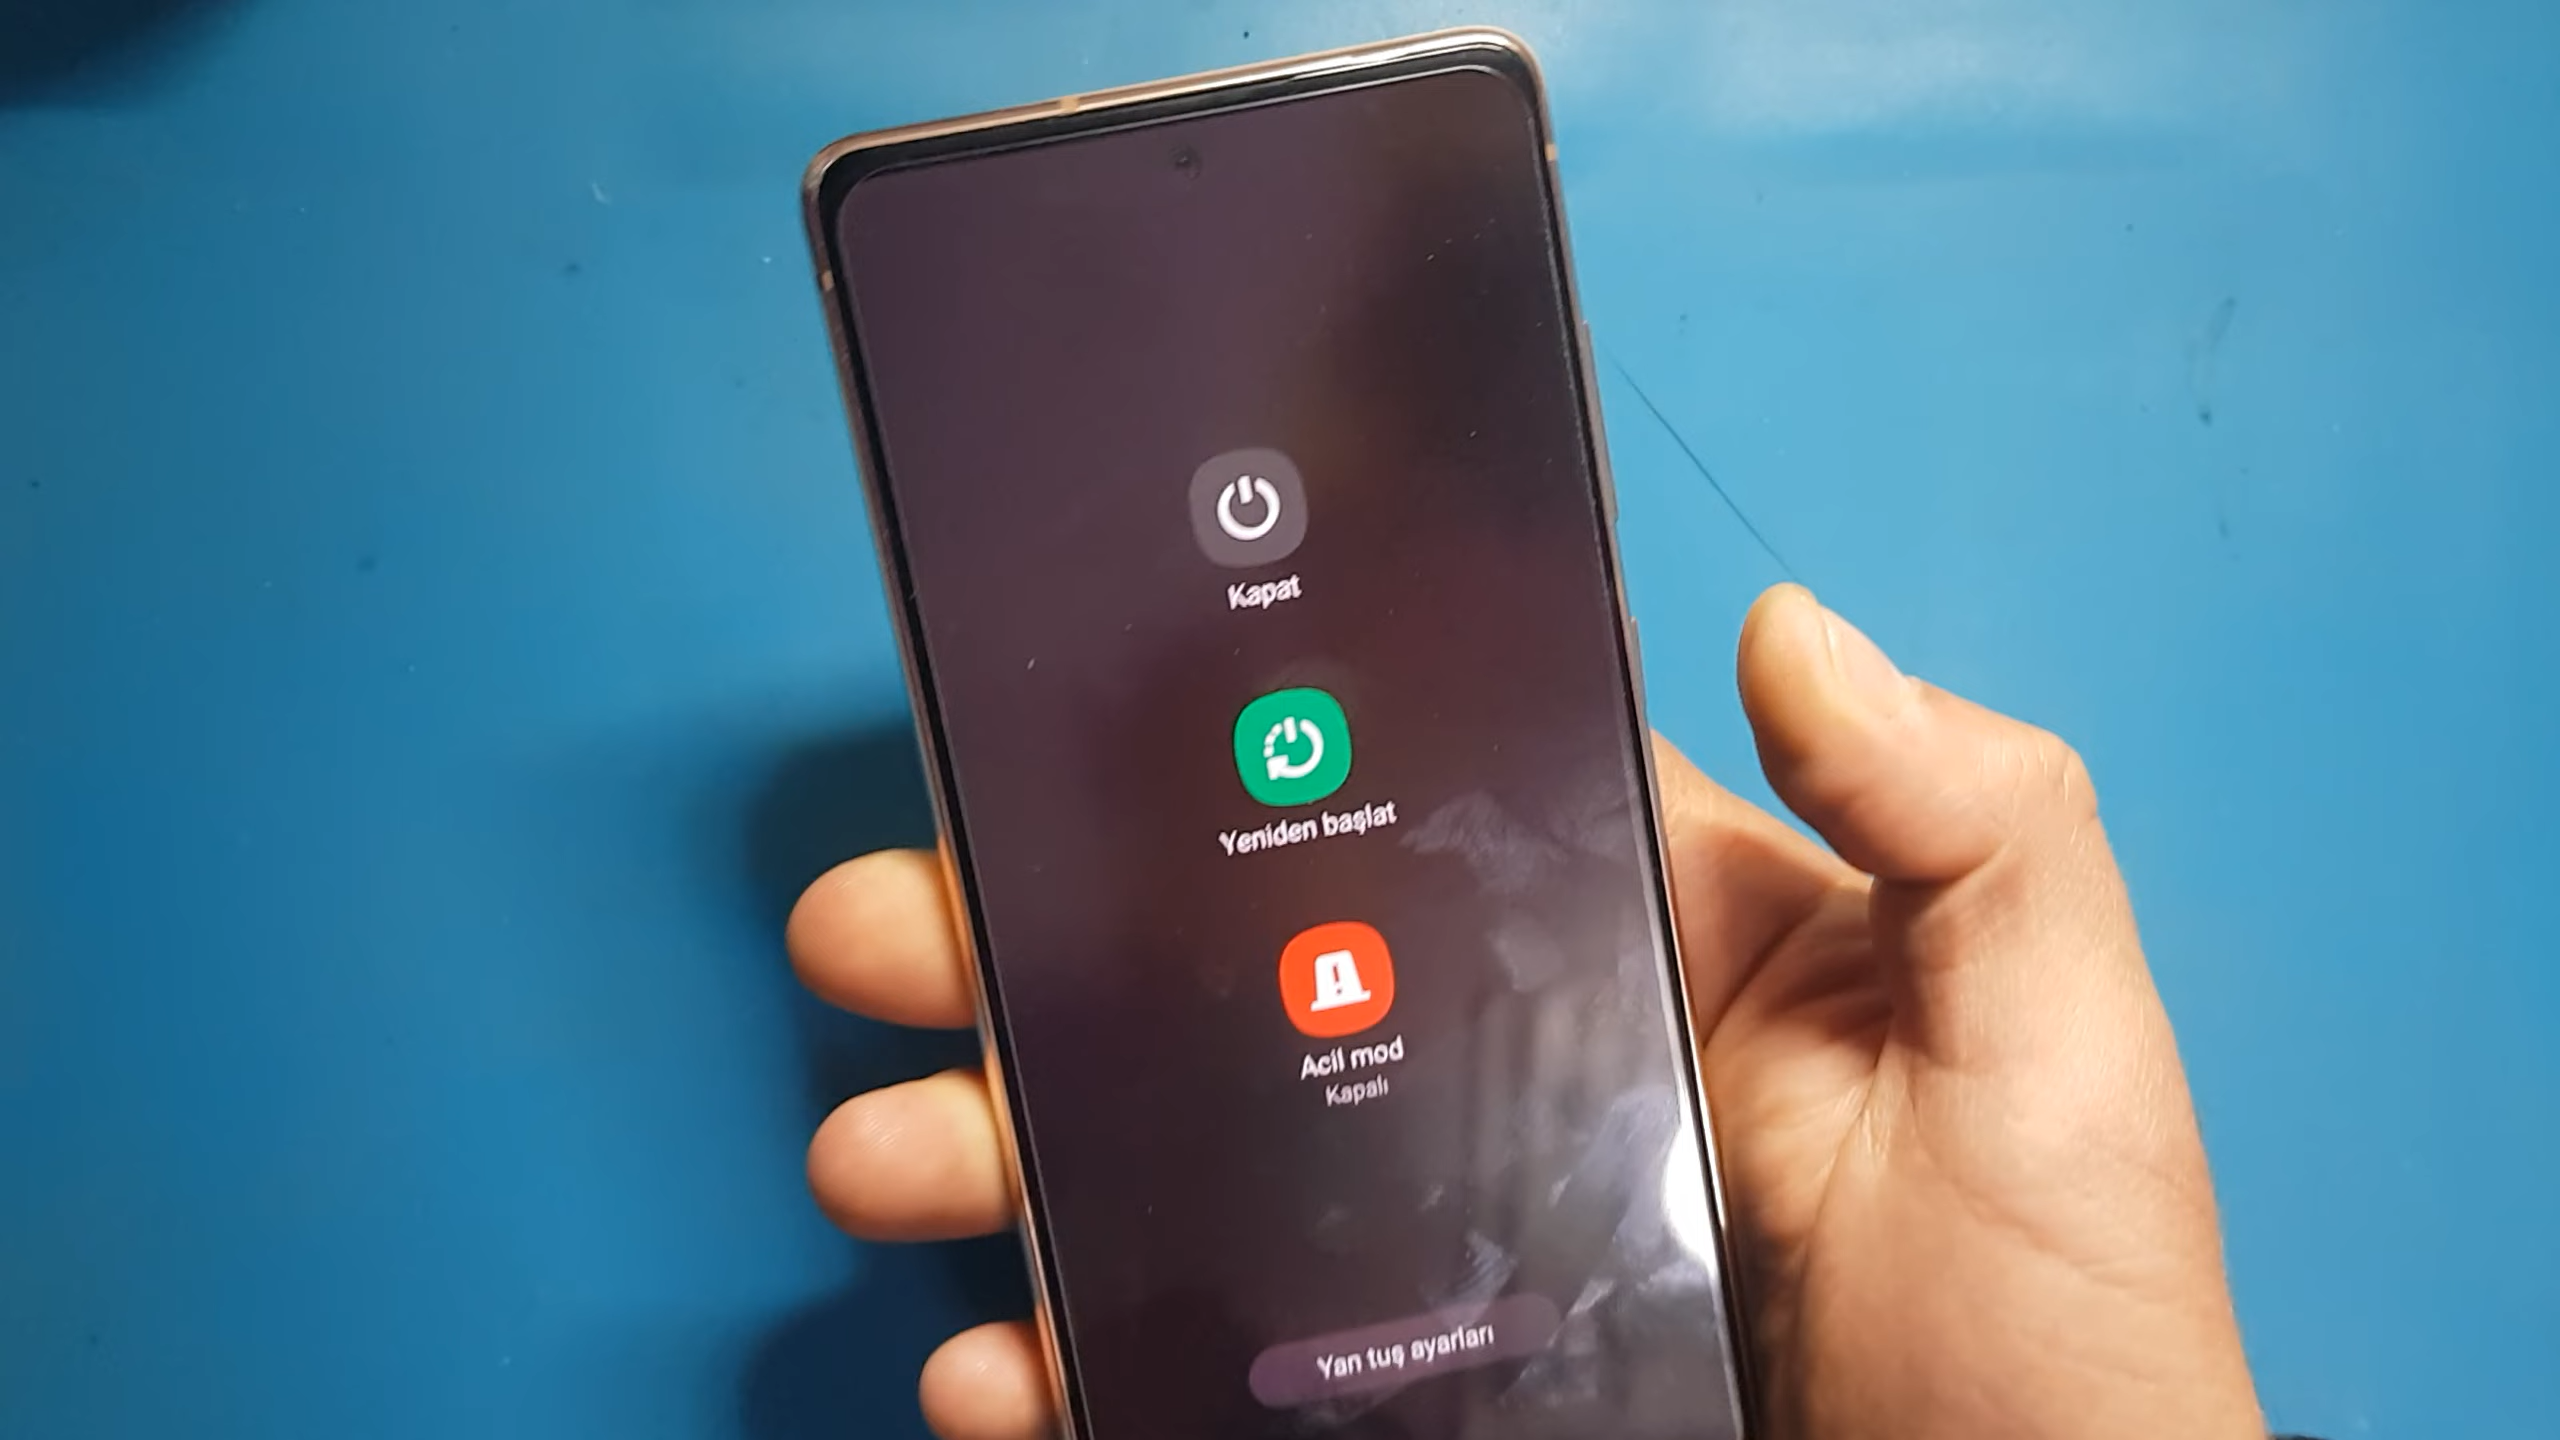 Kapat
Yeniden başlat
Acil mod
Kapalı
Yan tuş ayarları